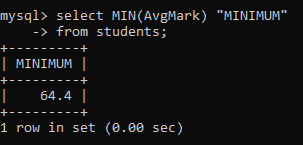 mysql> select MIN(AvgMark) "MINIMUM"
    -> from students;
+---------+
| MINIMUM |
+---------+
|    64.4 |
+---------+
1 row in set (0.00 sec)